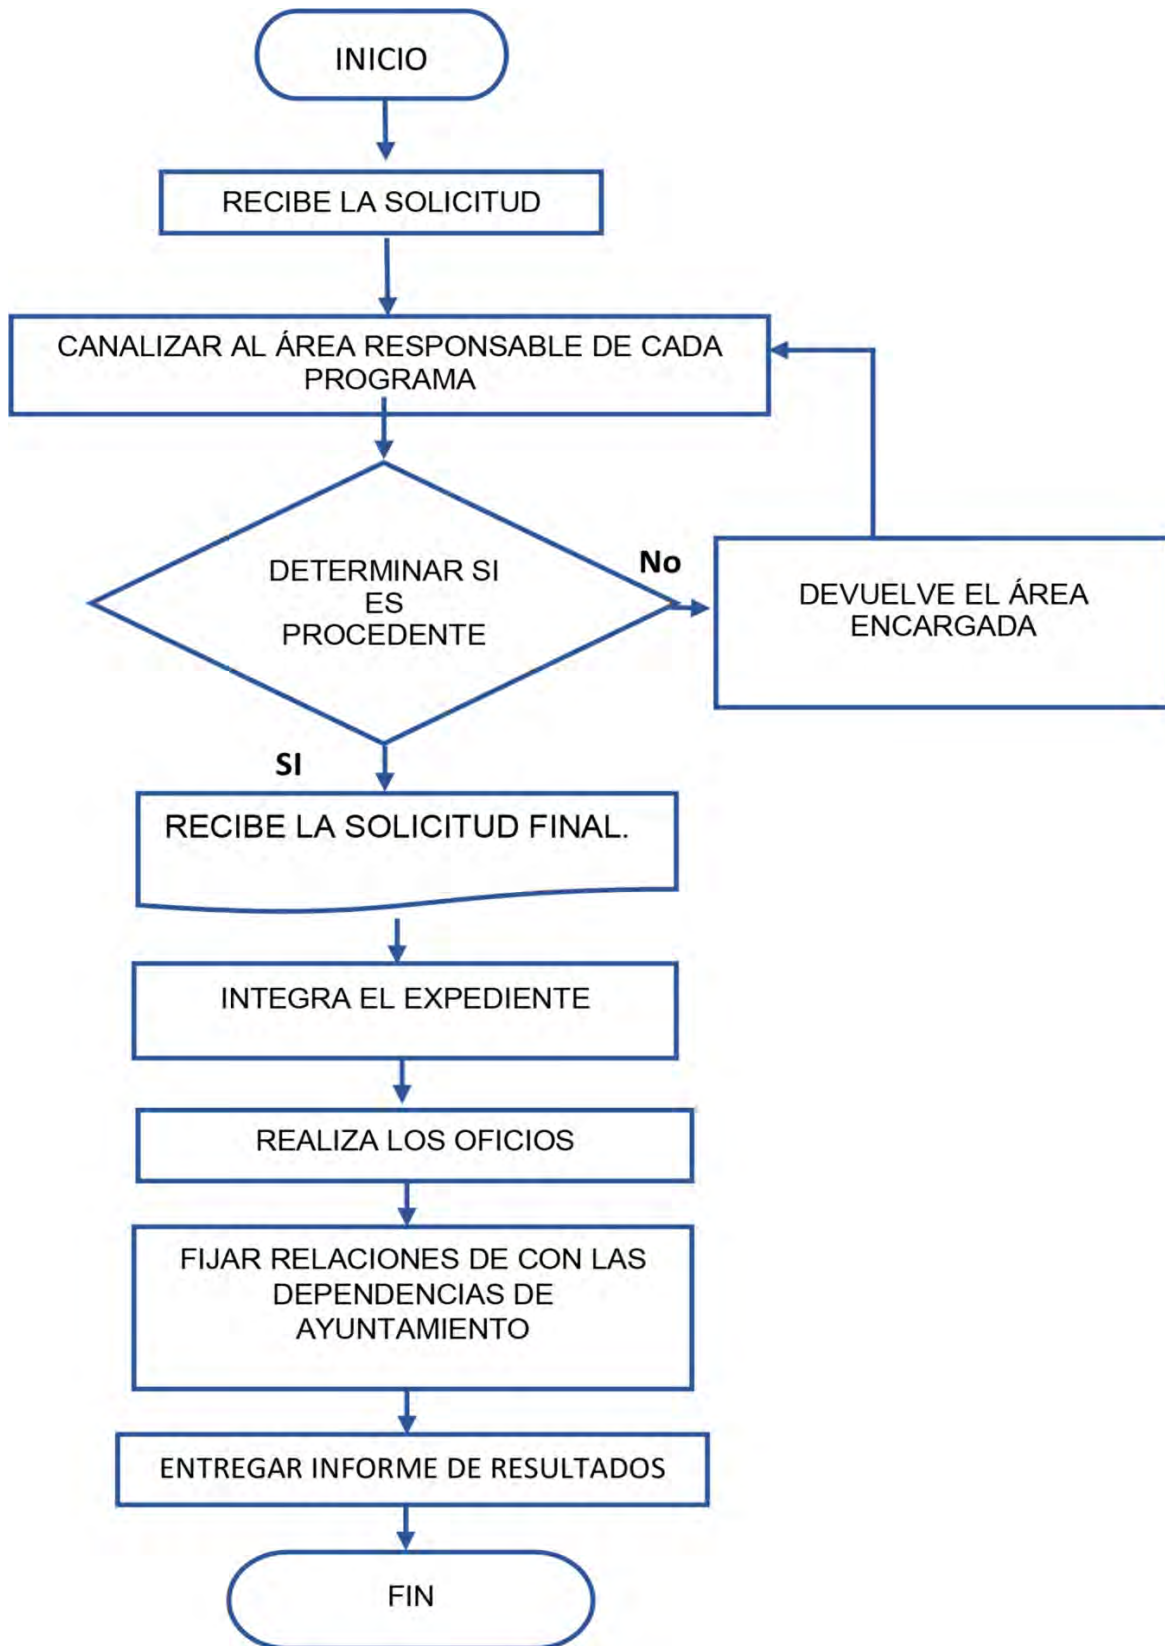 INICIO
RECIBE LA SOLICITUD
CANALIZAR AL ÁREA RESPONSABLE DE CADA
PROGRAMA
DETERMINAR SI
ES
PROCEDENTE
No
DEVUELVE EL ÁREA
ENCARGADA
SI
RECIBE LA SOLICITUD FINAL.
INTEGRA EL EXPEDIENTE
REALIZA LOS OFICIOS
FIJAR RELACIONES DE CON LAS
DEPENDENCIAS DE
AYUNTAMIENTO
ENTREGAR INFORME DE RESULTADOS
FIN